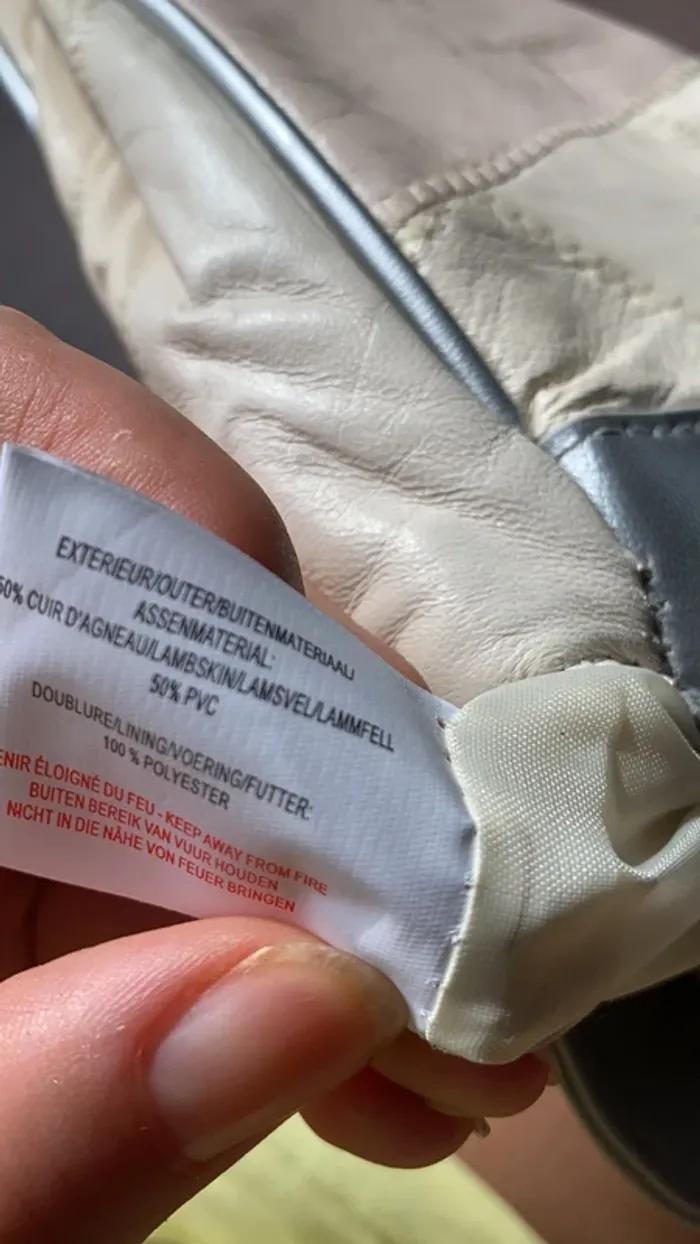 EXTERIEUR/OUTER/BUITENMATERIAAL/
ASSENMATERIAL:
50% CUIR D'AGNEAU/LAMBSKIN/LAMSVEL/LAMMFELL
50% PVC
DOUBLURE/LINING/VOERING/FUTTER:
100 % POLYESTER
ENIR ÉLOIGNÉ DU FEU - KEEP AWAY FROM FIRE
BUITEN BEREIK VAN VUUR HOUDEN
NICHT IN DIE NÄHE VON FEUER BRINGEN